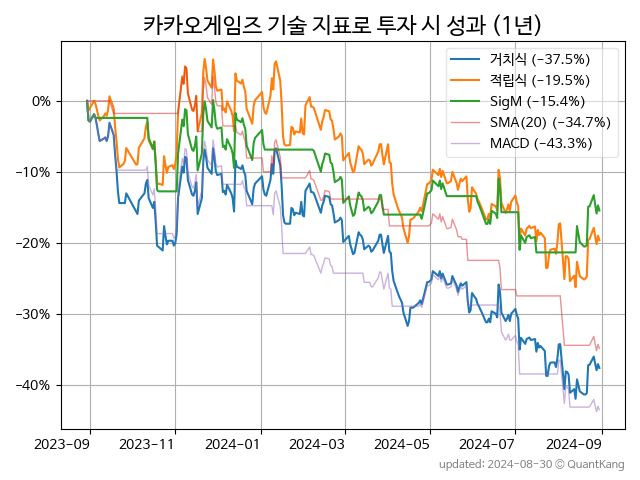 카카오게임즈 기술 지표로 투자 시 성과 (1년)
거치식 (−37.5%)
적립식 (−19.5%)
SigM (−15.4%)
SMA(20) (−34.7%)
MACD (−43.3%)
0%
−10%
−20%
−30%
−40%
2023-09 2023-11 2024-01 2024-03 2024-05 2024-07 2024-09
updated: 2024-08-30 © QuantKang